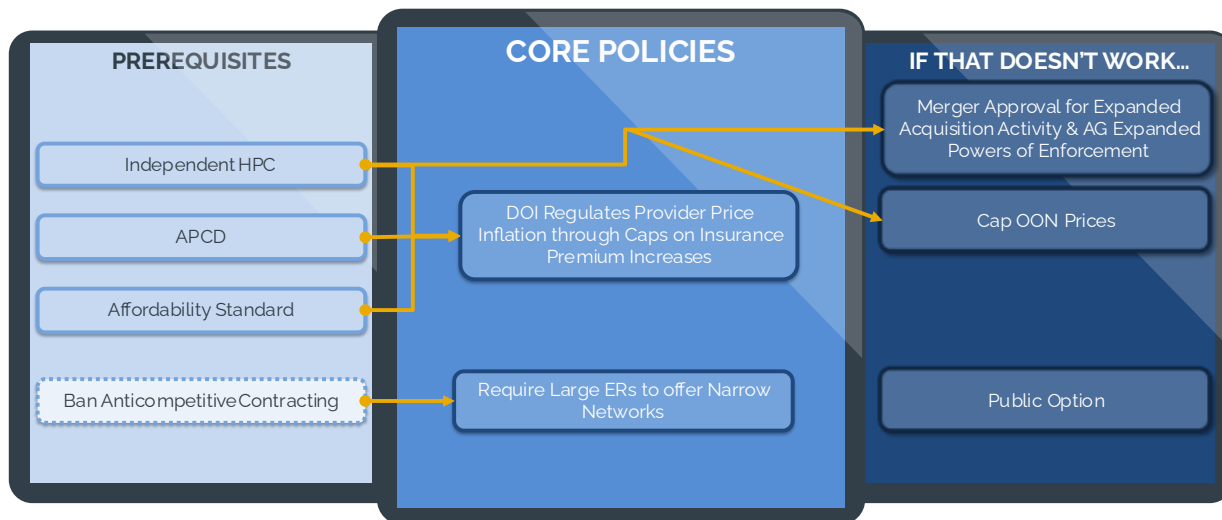 PREREQUISITES
Independent HPC
APCD
Affordability Standard
Ban Anticompetitive Contracting
CORE POLICIES
DOI Regulates Provider Price
Inflation through Caps on Insurance
Premium Increases
Require Large ERs to offer Narrow
Networks
IF THAT DOESN'T WORK...
Merger Approval for Expanded
Acquisition Activity & AG Expanded
Powers of Enforcement
Cap OON Prices
Public Option